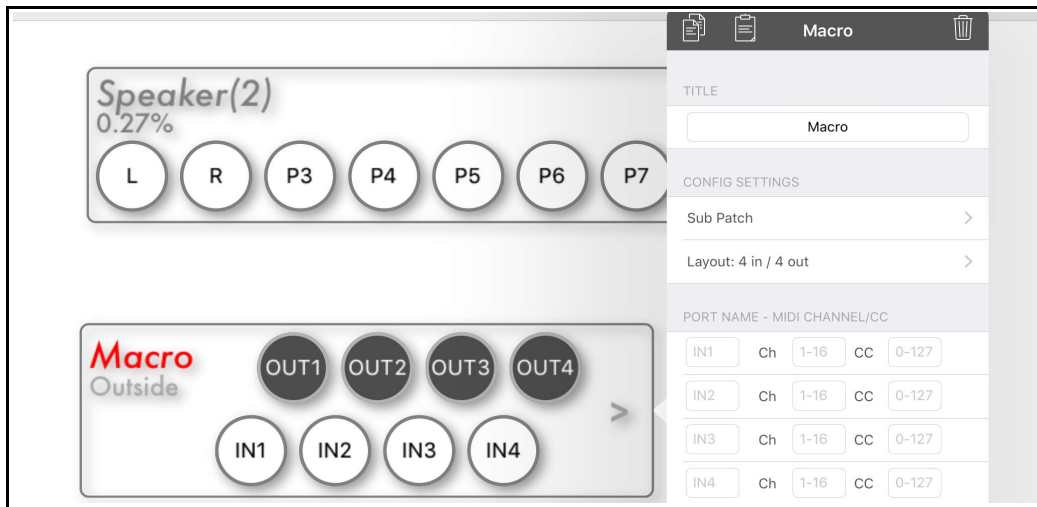 Macro
TITLE
Macro
CONFIG SETTINGS
Sub Patch
Layout: 4 in / 4 out
PORT NAME - MIDI CHANNEL/CC
IN1 Ch 1-16 CC 0-127
IN2 Ch 1-16 CC 0-127
IN3 Ch 1-16 CC 0-127
IN4 Ch 1-16 CC 0-127
Speaker(2)
0.27%
L R P3 P4 P5 P6 P7
Macro
Outside
OUT1 OUT2 OUT3 OUT4
>
IN1 IN2 IN3 IN4